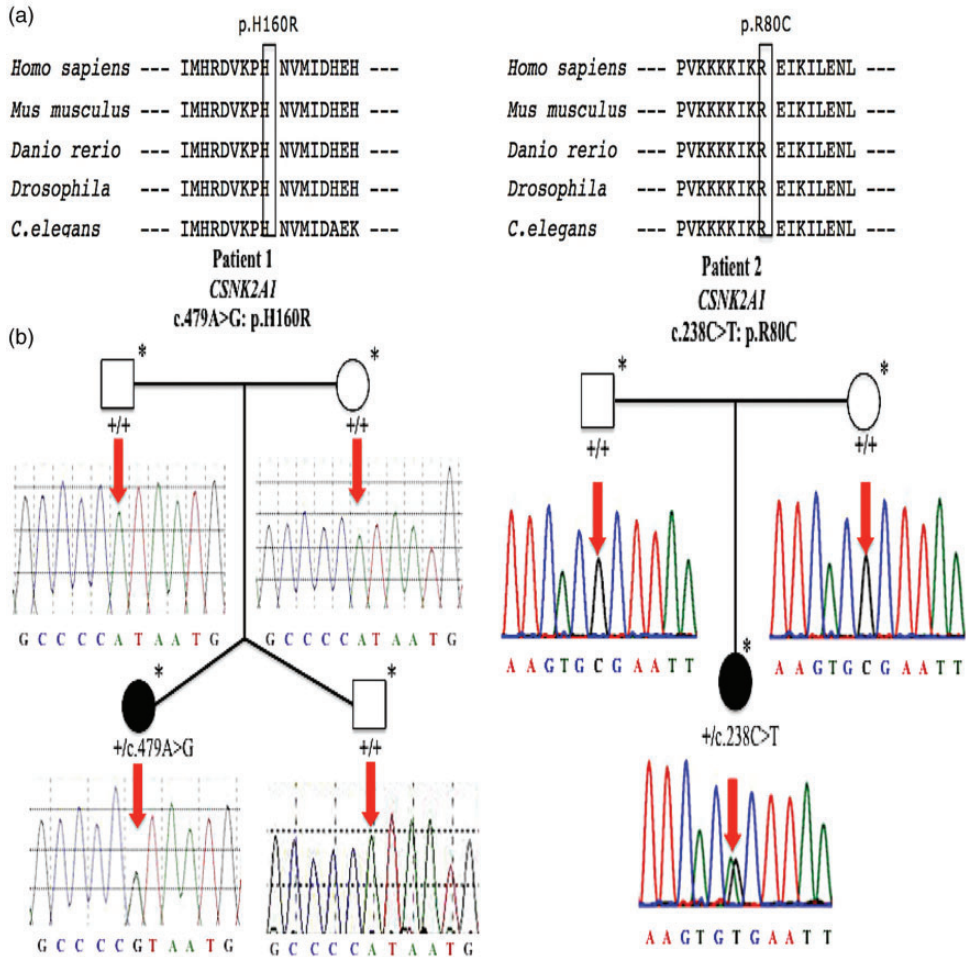 (a)
p.H160R
Homo sapiens --- IMHRDVKPH NVMIDHEH ---
Mus musculus --- IMHRDVKPH NVMIDHEH ---
Danio rerio --- IMHRDVKPH NVMIDHEH ---
Drosophila --- IMHRDVKPH NVMIDHEH ---
C.elegans --- IMHRDVKPH NVMIDAEK ---
Patient 1
CSNK2A1
c.479A>G: p.H160R
p.R80C
Homo sapiens --- PVKKKKIKR EIKILENL ---
Mus musculus --- PVKKKKIKR EIKILENL ---
Danio rerio --- PVKKKKIKR EIKILENL ---
Drosophila --- PVKKKKIKR EIKILENL ---
C.elegans --- PVKKKKIKR EIKILENL ---
Patient 2
CSNK2A1
c.238C>T: p.R80C
(b)
* *
+/+ +/+
G C C C C A T A A T G G C C C C A T A A T G
* *
+/c.479A>G +/+
G C C C C G T A A T G G C C C C A T A A T G
* *
+/+ +/+
A A G T G C G A A T T A A G T G C G A A T T
*
+/c.238C>T
A A G T G T G A A T T